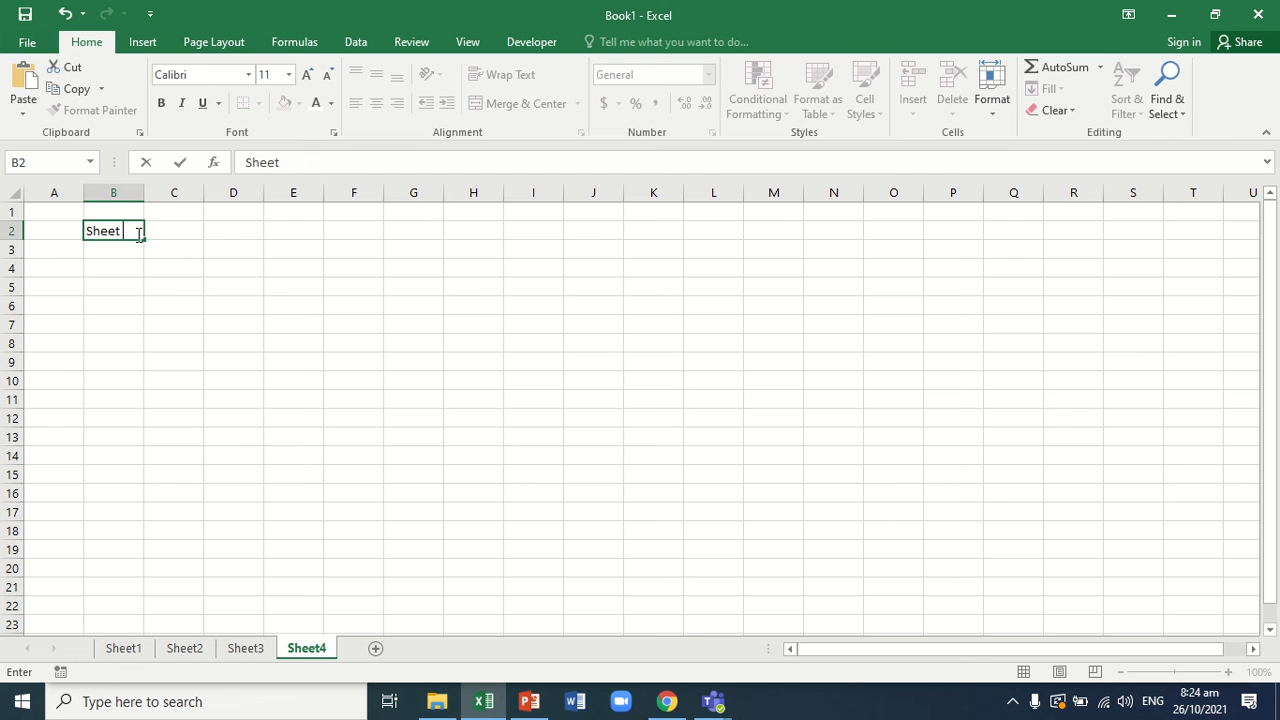 Book1 - Excel
File Home Insert Page Layout Formulas Data Review View Developer Tell me what you want to do... Sign in Share
Paste Cut Copy Format Painter Clipboard
Calibri 11 B I U A Font
Wrap Text Merge & Center Alignment
General $ % , Number
Conditional Formatting Format as Table Cell Styles Styles
Insert Delete Format Cells
AutoSum Fill Clear Sort & Filter Find & Select Editing
B2 fx Sheet
A B C D E F G H I J K L M N O P Q R S T U
1
2 Sheet
3
4
5
6
7
8
9
10
11
12
13
14
15
16
17
18
19
20
21
22
23
Sheet1 Sheet2 Sheet3 Sheet4
Enter 100%
Type here to search ENG 8:24 am
26/10/2021